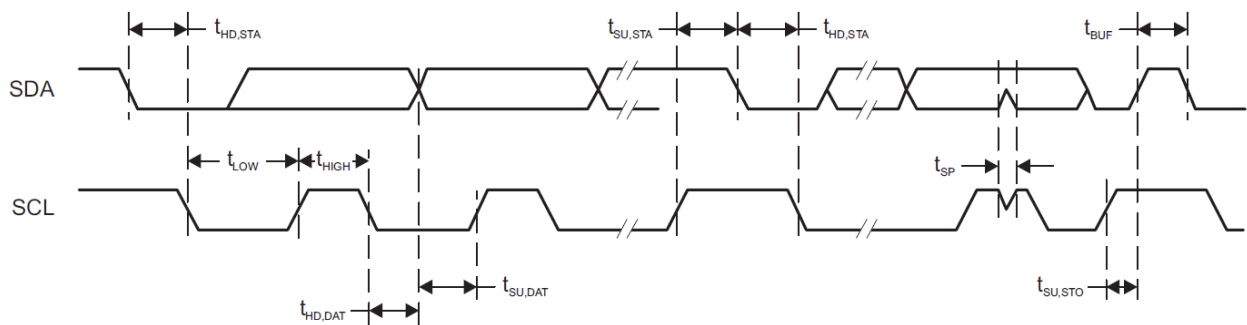 tHD,STA
tSU,STA
tHD,STA
tBUF
SDA
tLOW
tHIGH
tSP
SCL
tSU,DAT
tSU,STO
tHD,DAT